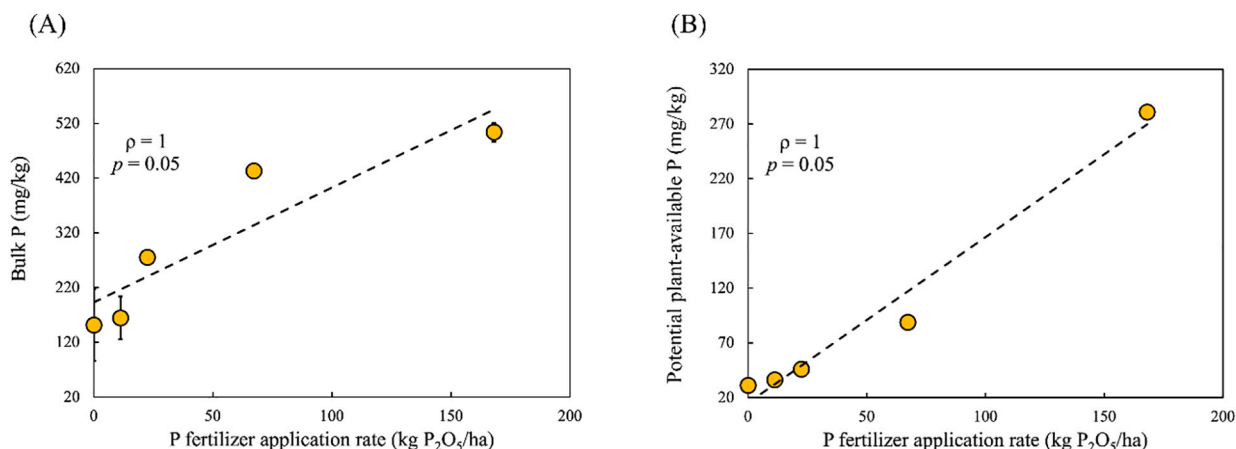 (A)
Bulk P (mg/kg)
620
520
420
320
220
120
20
ρ = 1
p = 0.05
0
50
100
150
200
P fertilizer application rate (kg P₂O₅/ha)
(B)
Potential plant-available P (mg/kg)
320
270
220
170
120
70
20
ρ = 1
p = 0.05
0
50
100
150
200
P fertilizer application rate (kg P₂O₅/ha)